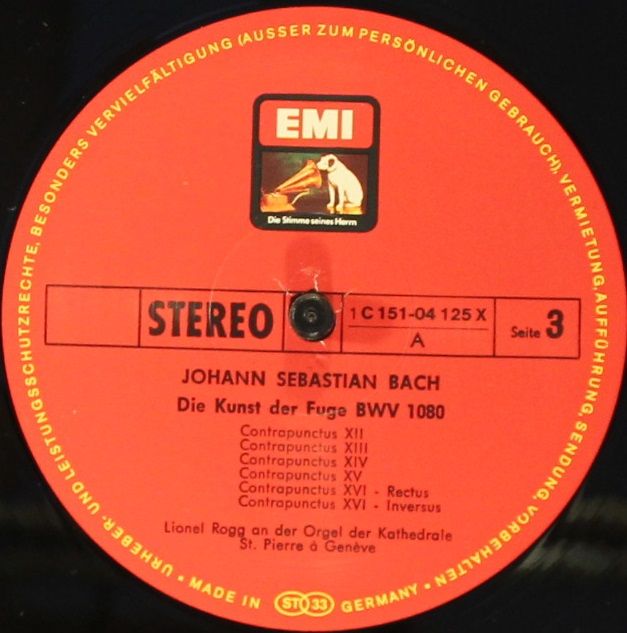 URHEBER- UND LEISTUNGSSCHUTZRECHTE, BESONDERS VERVIELFÄLTIGUNG (AUSSER ZUM PERSÖNLICHEN GEBRAUCH), VERMIETUNG, AUFFÜHRUNG, SENDUNG, VORBEHALTEN •
EMI
Die Stimme seines Herrn
STEREO
1 C 151-04 125 X
A
Seite 3
JOHANN SEBASTIAN BACH
Die Kunst der Fuge BWV 1080
Contrapunctus XII
Contrapunctus XIII
Contrapunctus XIV
Contrapunctus XV
Contrapunctus XVI - Rectus
Contrapunctus XVI - Inversus
Lionel Rogg an der Orgel der Kathedrale
St. Pierre à Genève
• MADE IN ST 33 GERMANY •